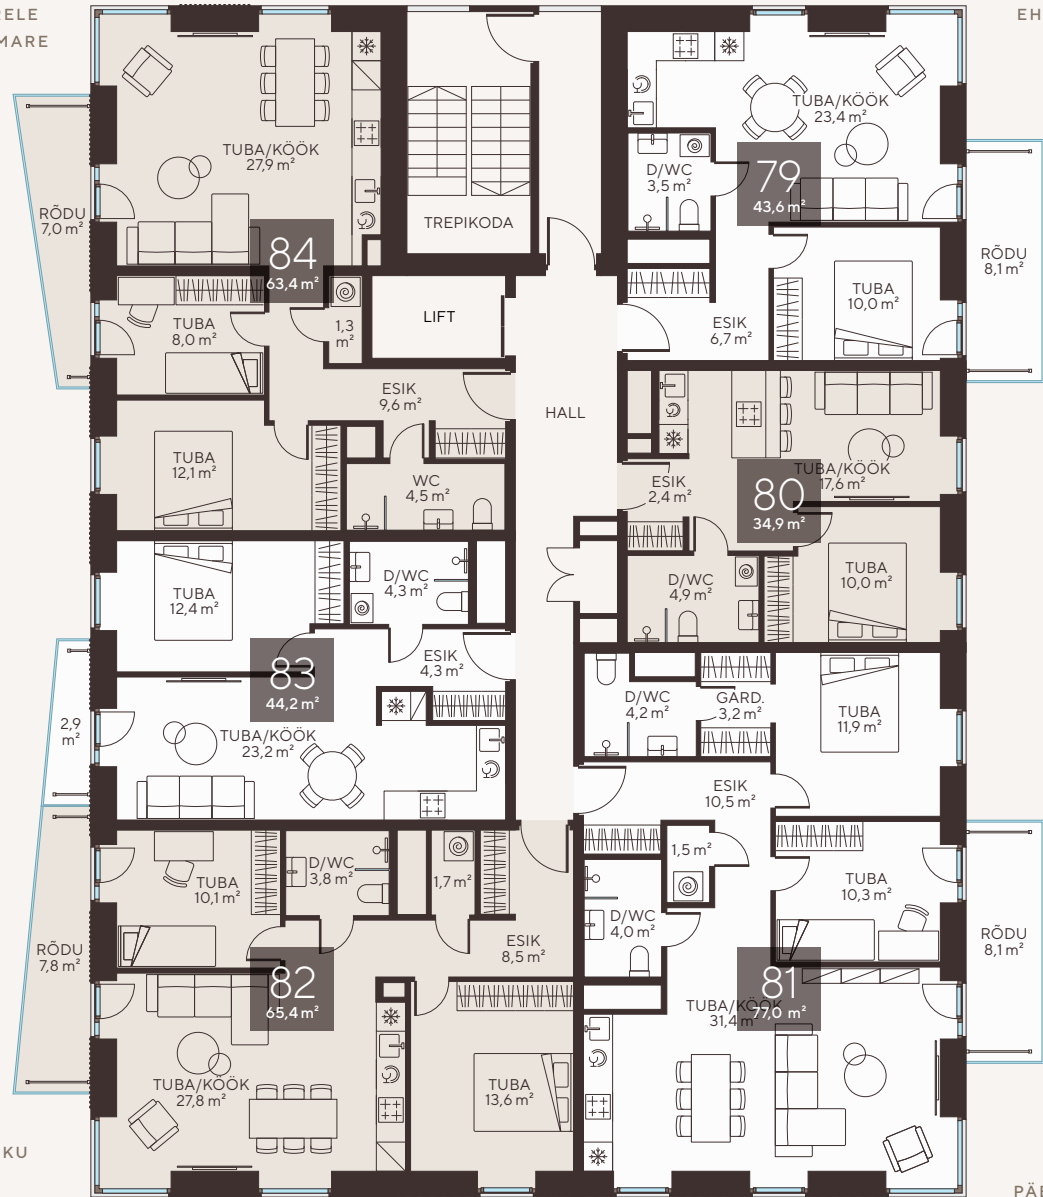 RELE
MARE
EH
TUBA/KÖÖK
27,9 m²
RÕDU
7,0 m²
84
63,4 m²
TUBA
8,0 m²
1,3
m²
ESIK
9,6 m²
TUBA
12,1 m²
WC
4,5 m²
TREPIKODA
LIFT
HALL
TUBA/KÖÖK
23,4 m²
D/WC
3,5 m²
79
43,6 m²
RÕDU
8,1 m²
TUBA
10,0 m²
ESIK
6,7 m²
TUBA/KÖÖK
17,6 m²
ESIK
2,4 m²
80
34,9 m²
D/WC
4,9 m²
TUBA
10,0 m²
TUBA
12,4 m²
D/WC
4,3 m²
ESIK
4,3 m²
83
44,2 m²
2,9
m²
TUBA/KÖÖK
23,2 m²
D/WC
4,2 m²
GARD.
3,2 m²
TUBA
11,9 m²
ESIK
10,5 m²
1,5 m²
TUBA
10,3 m²
D/WC
4,0 m²
RÕDU
8,1 m²
81
77,0 m²
TUBA/KÖÖK
31,4 m²
TUBA
10,1 m²
D/WC
3,8 m²
1,7 m²
ESIK
8,5 m²
RÕDU
7,8 m²
82
65,4 m²
TUBA/KÖÖK
27,8 m²
TUBA
13,6 m²
KU
PÄR